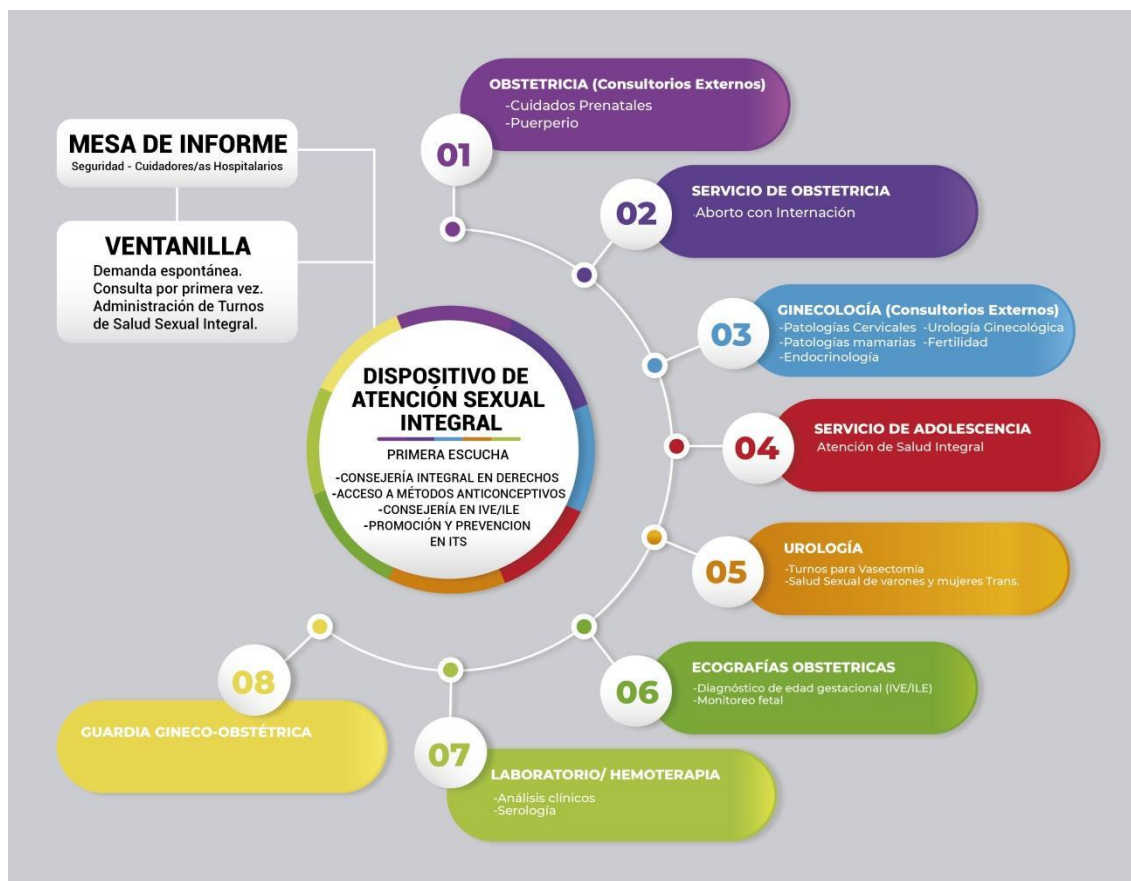 MESA DE INFORME
Seguridad - Cuidadores/as Hospitalarios
VENTANILLA
Demanda espontánea.
Consulta por primera vez.
Administración de Turnos
de Salud Sexual Integral.
DISPOSITIVO DE
ATENCIÓN SEXUAL
INTEGRAL
PRIMERA ESCUCHA
-CONSEJERÍA INTEGRAL EN DERECHOS
-ACCESO A MÉTODOS ANTICONCEPTIVOS
-CONSEJERÍA EN IVE/ILE
-PROMOCIÓN Y PREVENCION
EN ITS
01
OBSTETRICIA (Consultorios Externos)
-Cuidados Prenatales
-Puerperio
02
SERVICIO DE OBSTETRICIA
Aborto con Internación
03
GINECOLOGÍA (Consultorios Externos)
-Patologías Cervicales -Urología Ginecológica
-Patologías mamarias -Fertilidad
-Endocrinología
04
SERVICIO DE ADOLESCENCIA
Atención de Salud Integral
05
UROLOGÍA
-Turnos para Vasectomía
-Salud Sexual de varones y mujeres Trans.
06
ECOGRAFÍAS OBSTETRICAS
-Diagnóstico de edad gestacional (IVE/ILE)
-Monitoreo fetal
07
LABORATORIO/ HEMOTERAPIA
-Análisis clínicos
-Serología
08
GUARDIA GINECO-OBSTÉTRICA